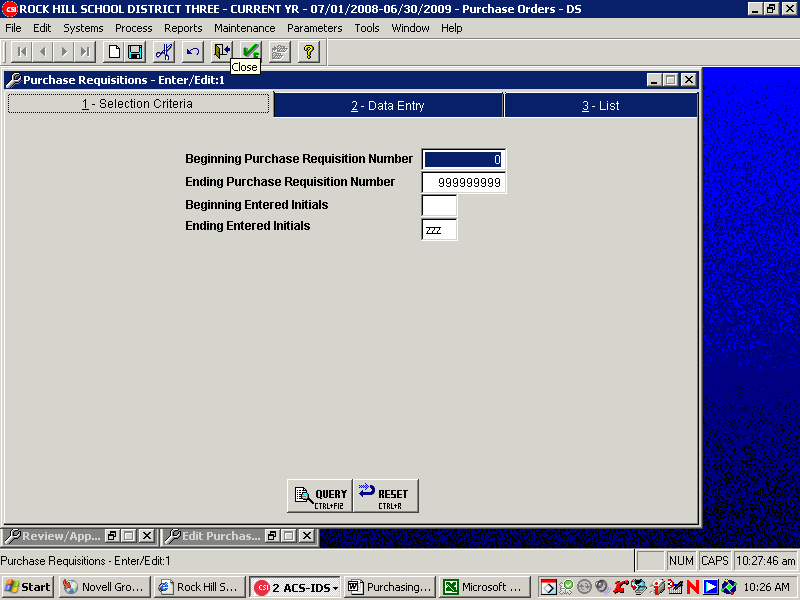 CSI ROCK HILL SCHOOL DISTRICT THREE - CURRENT YR - 07/01/2008-06/30/2009 - Purchase Orders - DS
File Edit Systems Process Reports Maintenance Parameters Tools Window Help
Close
Purchase Requisitions - Enter/Edit:1
1 - Selection Criteria 2 - Data Entry 3 - List
Beginning Purchase Requisition Number 0
Ending Purchase Requisition Number 999999999
Beginning Entered Initials
Ending Entered Initials zzz
QUERY RESET
CTRL+F12 CTRL+R
Review/App... Edit Purchas...
Purchase Requisitions - Enter/Edit:1 NUM CAPS 10:27:46 am
Start Novell Gro... Rock Hill S... CSI 2 ACS-IDS Purchasing... Microsoft ... 10:26 AM